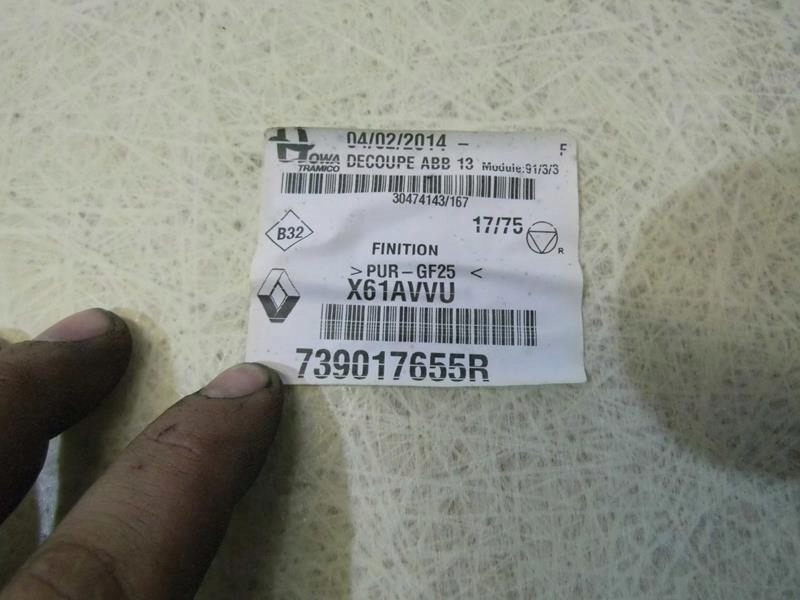 04/02/2014 - F
HOWA TRAMICO
DECOUPE ABB 13 Module:91/3/3
30474143/167
B32
17/75
R
FINITION
>PUR-GF25 <
X61AVVU
739017655R